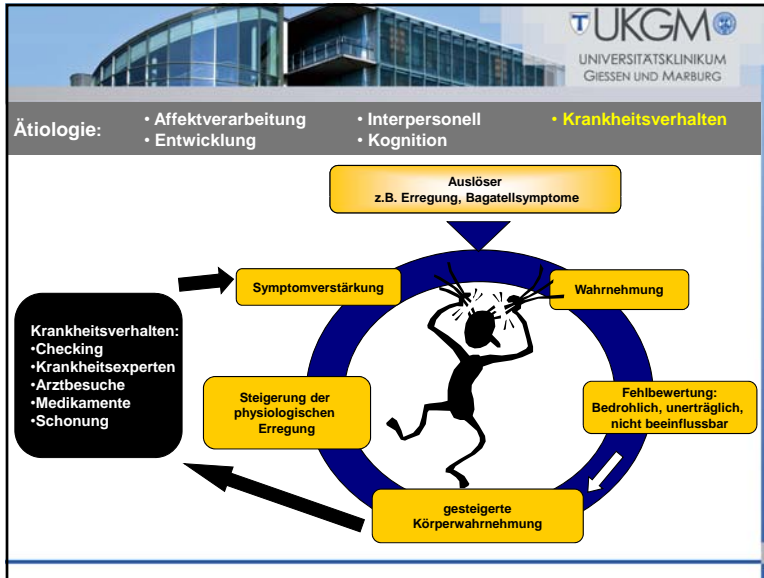 UKGM
UNIVERSITÄTSKLINIKUM
GIESSEN UND MARBURG
Ätiologie:
• Affektverarbeitung
• Entwicklung
• Interpersonell
• Kognition
• Krankheitsverhalten
Auslöser
z.B. Erregung, Bagatellsymptome
Symptomverstärkung
Wahrnehmung
Krankheitsverhalten:
•Checking
•Krankheitsexperten
•Arztbesuche
•Medikamente
•Schonung
Steigerung der
physiologischen
Erregung
Fehlbewertung:
Bedrohlich, unerträglich,
nicht beeinflussbar
gesteigerte
Körperwahrnehmung